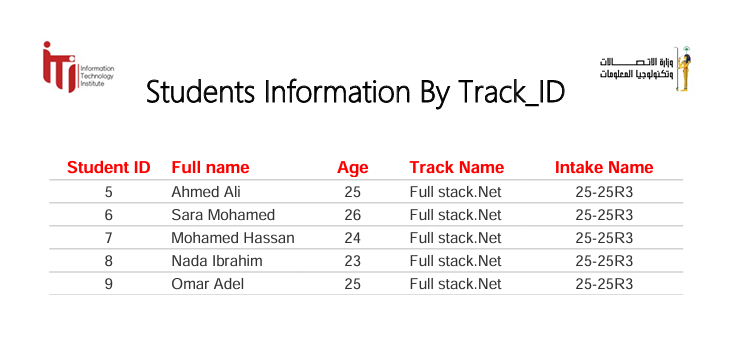 iTi Information
Technology
Institute
وزارة الاتصالات
وتكنولوجيا المعلومات
Students Information By Track_ID
Student ID Full name Age Track Name Intake Name
5 Ahmed Ali 25 Full stack.Net 25-25R3
6 Sara Mohamed 26 Full stack.Net 25-25R3
7 Mohamed Hassan 24 Full stack.Net 25-25R3
8 Nada Ibrahim 23 Full stack.Net 25-25R3
9 Omar Adel 25 Full stack.Net 25-25R3